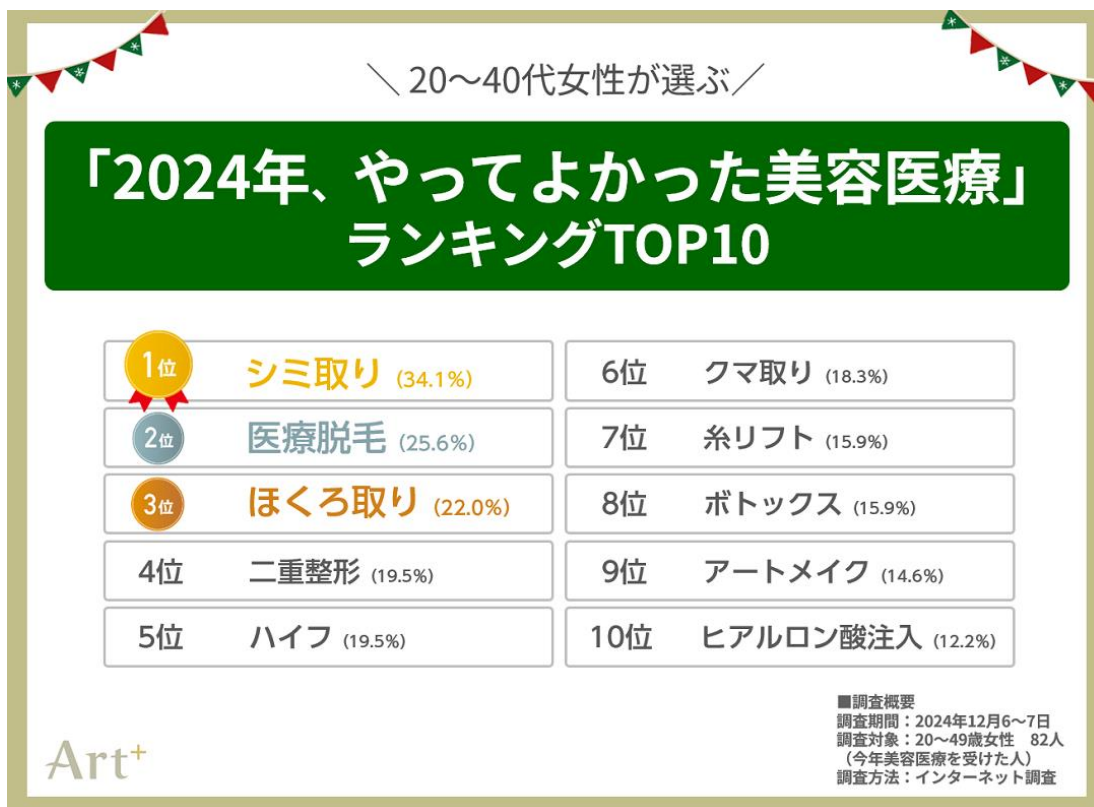 ＼ 20〜40代女性が選ぶ／
「2024年、やってよかった美容医療」
ランキングTOP10
1位 シミ取り (34.1%)
2位 医療脱毛 (25.6%)
3位 ほくろ取り (22.0%)
4位 二重整形 (19.5%)
5位 ハイフ (19.5%)
6位 クマ取り (18.3%)
7位 糸リフト (15.9%)
8位 ボトックス (15.9%)
9位 アートメイク (14.6%)
10位 ヒアルロン酸注入 (12.2%)
■調査概要
調査期間：2024年12月6〜7日
調査対象：20〜49歳女性　82人
（今年美容医療を受けた人）
調査方法：インターネット調査
Art+